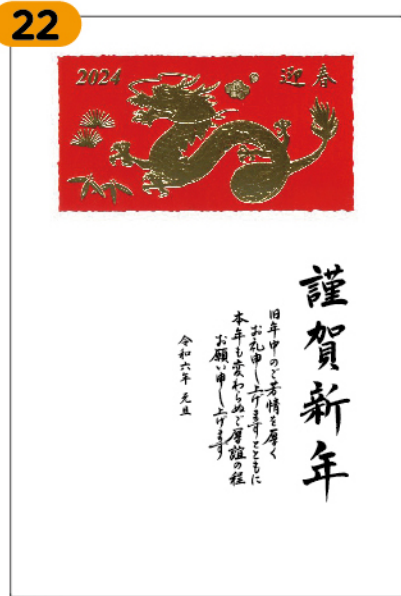 22
2024
迎春
謹賀新年
旧年中のご芳情を厚く
お礼申し上げますとともに
本年も変わらぬご厚誼の程
お願い申し上げます
令和六年 元旦